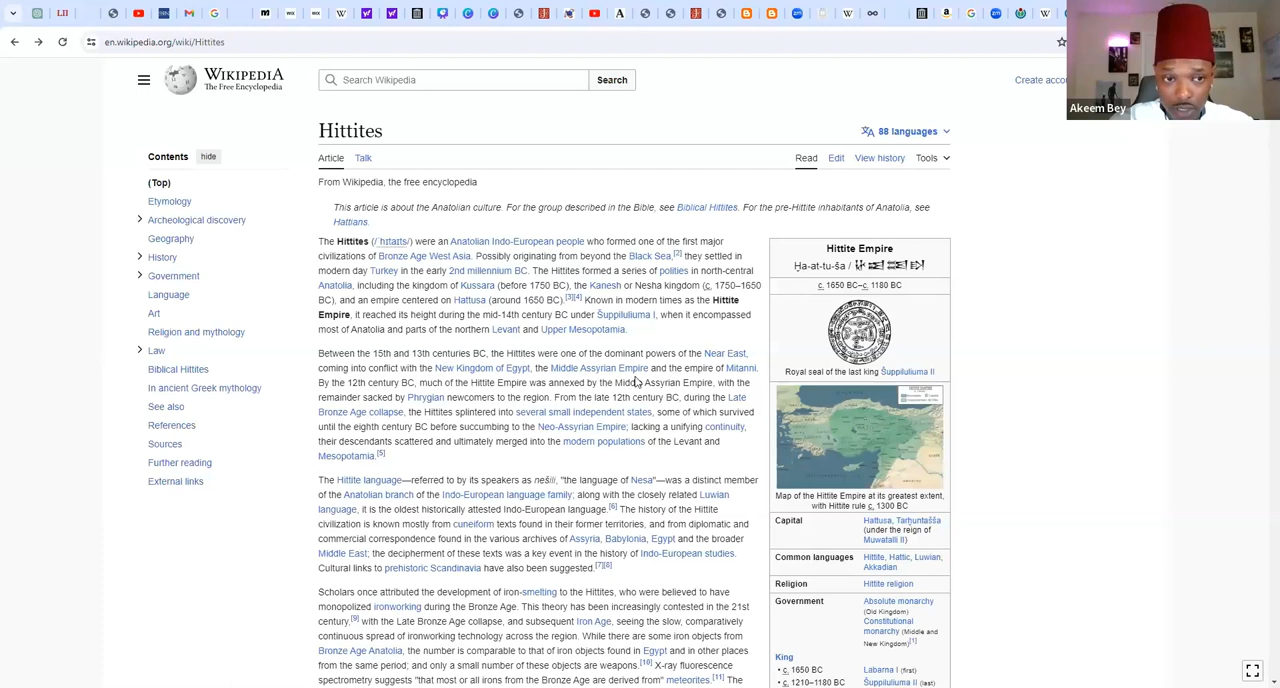 en.wikipedia.org/wiki/Hittites
WIKIPEDIA
The Free Encyclopedia
Search Wikipedia
Search
Create accou
Akeem Bey
Contents hide
(Top)
Etymology
Archeological discovery
Geography
History
Government
Language
Art
Religion and mythology
Law
Biblical Hittites
In ancient Greek mythology
See also
References
Sources
Further reading
External links
Hittites
88 languages
Article Talk
Read Edit View history Tools
From Wikipedia, the free encyclopedia
This article is about the Anatolian culture. For the group described in the Bible, see Biblical Hittites. For the pre-Hittite inhabitants of Anatolia, see
Hattians.
The Hittites (/ˈhɪtaɪts/) were an Anatolian Indo-European people who formed one of the first major
civilizations of Bronze Age West Asia. Possibly originating from beyond the Black Sea,[2] they settled in
modern day Turkey in the early 2nd millennium BC. The Hittites formed a series of polities in north-central
Anatolia, including the kingdom of Kussara (before 1750 BC), the Kanesh or Nesha kingdom (c. 1750–1650
BC), and an empire centered on Hattusa (around 1650 BC).[3][4] Known in modern times as the Hittite
Empire, it reached its height during the mid-14th century BC under Šuppiluliuma I, when it encompassed
most of Anatolia and parts of the northern Levant and Upper Mesopotamia.
Between the 15th and 13th centuries BC, the Hittites were one of the dominant powers of the Near East,
coming into conflict with the New Kingdom of Egypt, the Middle Assyrian Empire and the empire of Mitanni.
By the 12th century BC, much of the Hittite Empire was annexed by the Middle Assyrian Empire, with the
remainder sacked by Phrygian newcomers to the region. From the late 12th century BC, during the Late
Bronze Age collapse, the Hittites splintered into several small independent states, some of which survived
until the eighth century BC before succumbing to the Neo-Assyrian Empire; lacking a unifying continuity,
their descendants scattered and ultimately merged into the modern populations of the Levant and
Mesopotamia.[5]
The Hittite language—referred to by its speakers as nešili, "the language of Nesa"—was a distinct member
of the Anatolian branch of the Indo-European language family; along with the closely related Luwian
language, it is the oldest historically attested Indo-European language.[6] The history of the Hittite
civilization is known mostly from cuneiform texts found in their former territories, and from diplomatic and
commercial correspondence found in the various archives of Assyria, Babylonia, Egypt and the broader
Middle East; the decipherment of these texts was a key event in the history of Indo-European studies.
Cultural links to prehistoric Scandinavia have also been suggested.[7][8]
Scholars once attributed the development of iron-smelting to the Hittites, who were believed to have
monopolized ironworking during the Bronze Age. This theory has been increasingly contested in the 21st
century,[9] with the Late Bronze Age collapse, and subsequent Iron Age, seeing the slow, comparatively
continuous spread of ironworking technology across the region. While there are some iron objects from
Bronze Age Anatolia, the number is comparable to that of iron objects found in Egypt and in other places
from the same period; and only a small number of these objects are weapons.[10] X-ray fluorescence
spectrometry suggests "that most or all irons from the Bronze Age are derived from" meteorites.[11] The
Hittite Empire
Ḫa-at-tu-ša /
c. 1650 BC–c. 1180 BC
Royal seal of the last king Šuppiluliuma II
Map of the Hittite Empire at its greatest extent,
with Hittite rule c. 1300 BC
Capital Hattusa, Tarḫuntašša
(under the reign of
Muwatalli II)
Common languages Hittite, Hattic, Luwian,
Akkadian
Religion Hittite religion
Government Absolute monarchy
(Old Kingdom)
Constitutional
monarchy (Middle and
New Kingdom)[1]
King
• c. 1650 BC Labarna I (first)
• c. 1210–1180 BC Šuppiluliuma II (last)